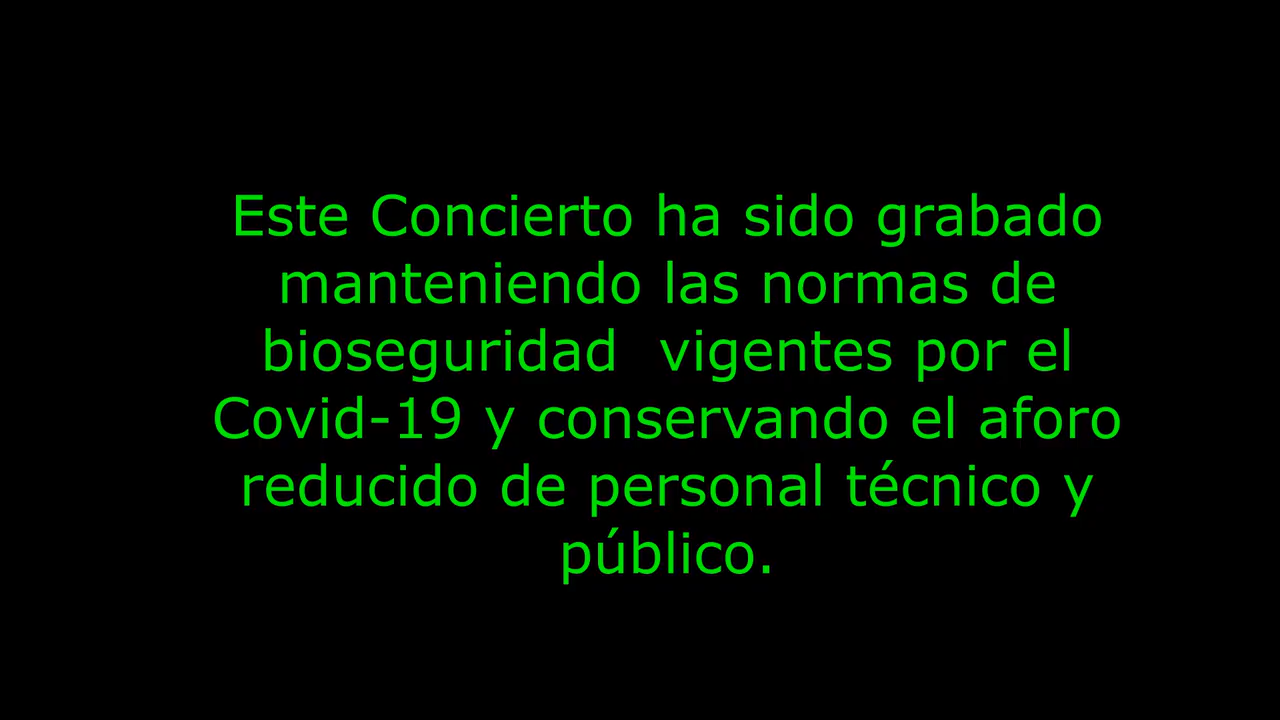 Este Concierto ha sido grabado
manteniendo las normas de
bioseguridad  vigentes por el
Covid-19 y conservando el aforo
reducido de personal técnico y
público.